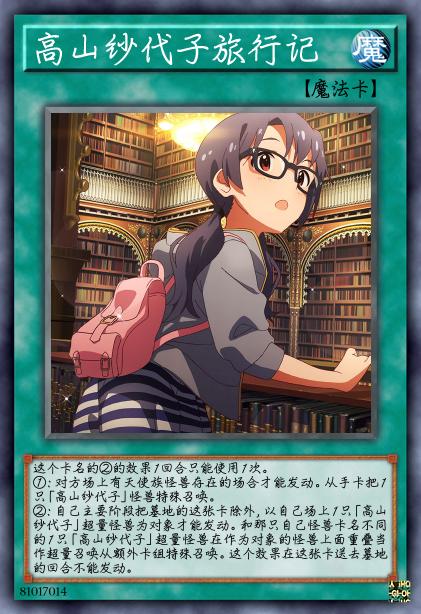 高山纱代子旅行记
魔
【魔法卡】
这个卡名的②的效果1回合只能使用1次。
①：对方场上有天使族怪兽存在的场合才能发动。从手卡把1
只「高山纱代子」怪兽特殊召唤。
②：自己主要阶段把墓地的这张卡除外，以自己场上1只「高山
纱代子」超量怪兽为对象才能发动。和那只自己怪兽卡名不同
的1只「高山纱代子」超量怪兽在作为对象的怪兽上面重叠当
作超量召唤从额外卡组特殊召唤。这个效果在这张卡送去墓地
的回合不能发动。
81017014